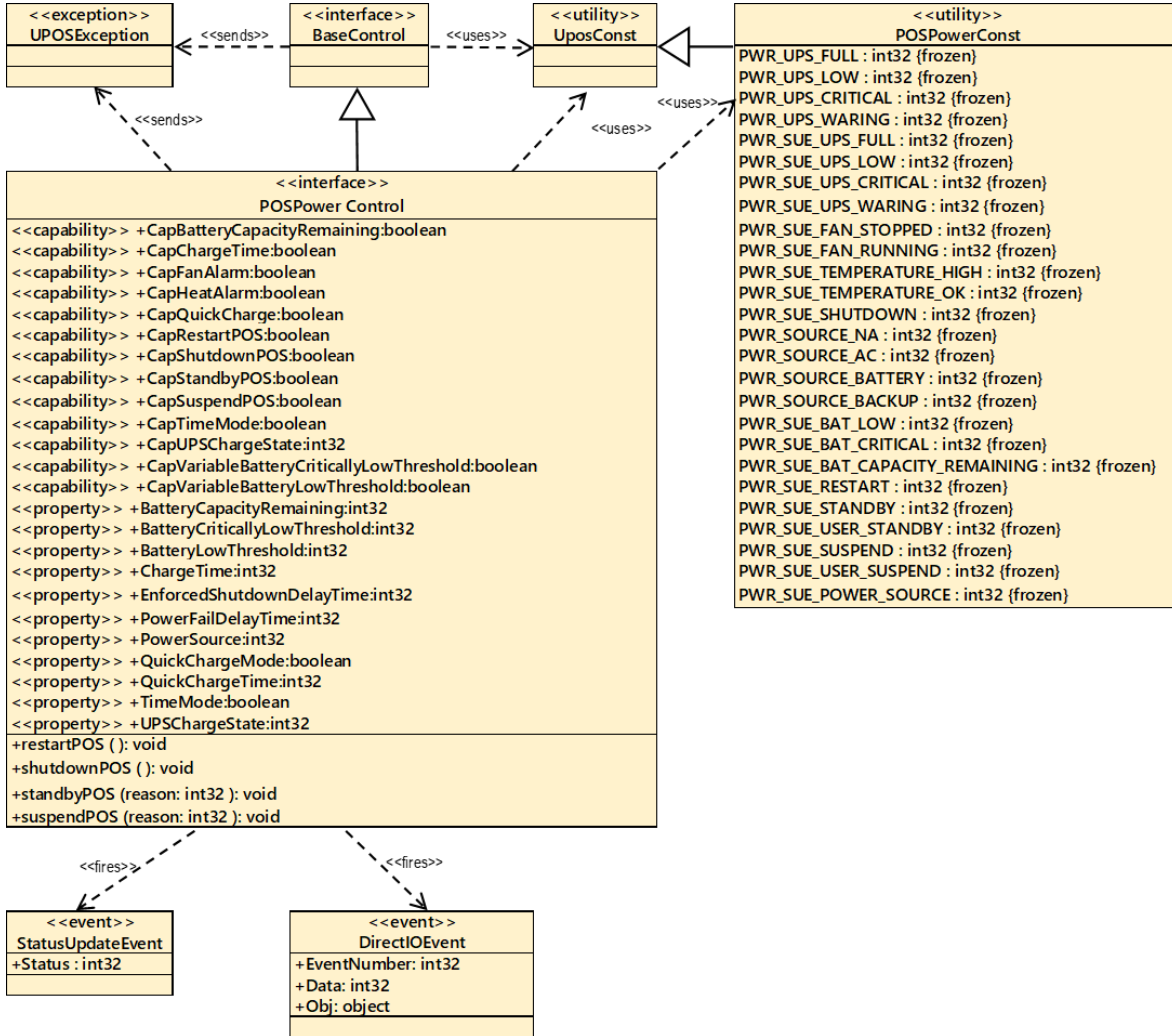 <<exception>>
UPOSException
<<sends>>
<<interface>>
BaseControl
<<uses>>
<<utility>>
UposConst
<<utility>>
POSPowerConst
PWR_UPS_FULL : int32 {frozen}
PWR_UPS_LOW : int32 {frozen}
PWR_UPS_CRITICAL : int32 {frozen}
PWR_UPS_WARING : int32 {frozen}
PWR_SUE_UPS_FULL : int32 {frozen}
PWR_SUE_UPS_LOW : int32 {frozen}
PWR_SUE_UPS_CRITICAL : int32 {frozen}
PWR_SUE_UPS_WARING : int32 {frozen}
PWR_SUE_FAN_STOPPED : int32 {frozen}
PWR_SUE_FAN_RUNNING : int32 {frozen}
PWR_SUE_TEMPERATURE_HIGH : int32 {frozen}
PWR_SUE_TEMPERATURE_OK : int32 {frozen}
PWR_SUE_SHUTDOWN : int32 {frozen}
PWR_SOURCE_NA : int32 {frozen}
PWR_SOURCE_AC : int32 {frozen}
PWR_SOURCE_BATTERY : int32 {frozen}
PWR_SOURCE_BACKUP : int32 {frozen}
PWR_SUE_BAT_LOW : int32 {frozen}
PWR_SUE_BAT_CRITICAL : int32 {frozen}
PWR_SUE_BAT_CAPACITY_REMAINING : int32 {frozen}
PWR_SUE_RESTART : int32 {frozen}
PWR_SUE_STANDBY : int32 {frozen}
PWR_SUE_USER_STANDBY : int32 {frozen}
PWR_SUE_SUSPEND : int32 {frozen}
PWR_SUE_USER_SUSPEND : int32 {frozen}
PWR_SUE_POWER_SOURCE : int32 {frozen}
<<sends>>
<<uses>>
<<uses>>
<<interface>>
POSPower Control
<<capability>> +CapBatteryCapacityRemaining:boolean
<<capability>> +CapChargeTime:boolean
<<capability>> +CapFanAlarm:boolean
<<capability>> +CapHeatAlarm:boolean
<<capability>> +CapQuickCharge:boolean
<<capability>> +CapRestartPOS:boolean
<<capability>> +CapShutdownPOS:boolean
<<capability>> +CapStandbyPOS:boolean
<<capability>> +CapSuspendPOS:boolean
<<capability>> +CapTimeMode:boolean
<<capability>> +CapUPSChargeState:int32
<<capability>> +CapVariableBatteryCriticallyLowThreshold:boolean
<<capability>> +CapVariableBatteryLowThreshold:boolean
<<property>> +BatteryCapacityRemaining:int32
<<property>> +BatteryCriticallyLowThreshold:int32
<<property>> +BatteryLowThreshold:int32
<<property>> +ChargeTime:int32
<<property>> +EnforcedShutdownDelayTime:int32
<<property>> +PowerFailDelayTime:int32
<<property>> +PowerSource:int32
<<property>> +QuickChargeMode:boolean
<<property>> +QuickChargeTime:int32
<<property>> +TimeMode:boolean
<<property>> +UPSChargeState:int32
+restartPOS ( ): void
+shutdownPOS ( ): void
+standbyPOS (reason: int32 ): void
+suspendPOS (reason: int32 ): void
<<fires>>
<<fires>>
<<event>>
StatusUpdateEvent
+Status : int32
<<event>>
DirectIOEvent
+EventNumber: int32
+Data: int32
+Obj: object